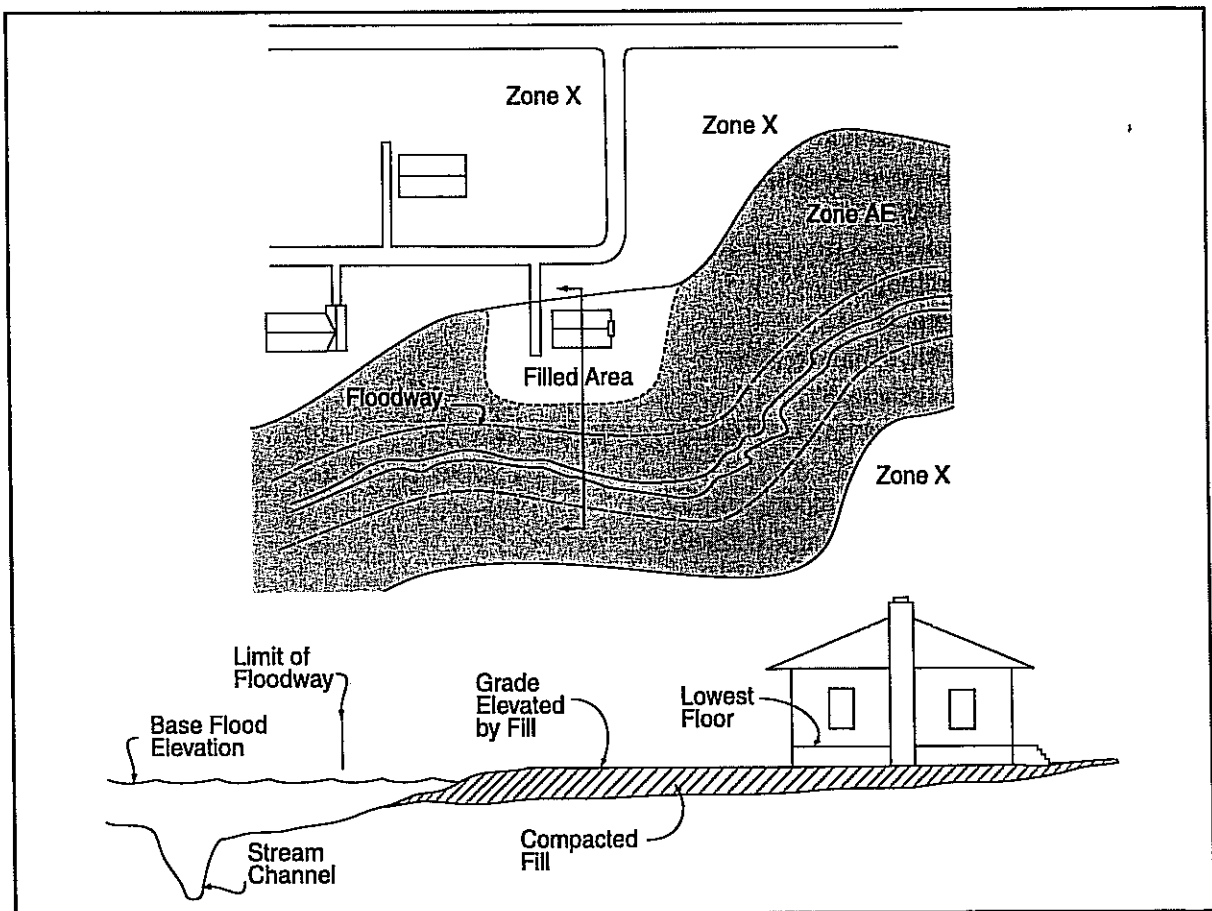 Zone X
Zone X
Zone AE
Filled Area
Floodway
Zone X
Limit of
Floodway
Base Flood
Elevation
Grade
Elevated
by Fill
Lowest
Floor
Compacted
Fill
Stream
Channel